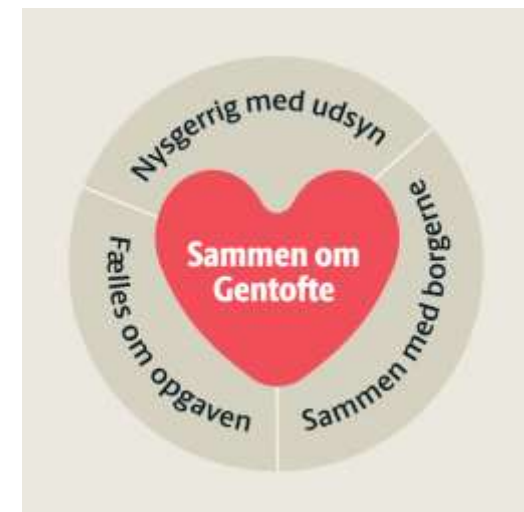 Nysgerrig med udsyn
Sammen om
Gentofte
Fælles om opgaven
Sammen med borgerne